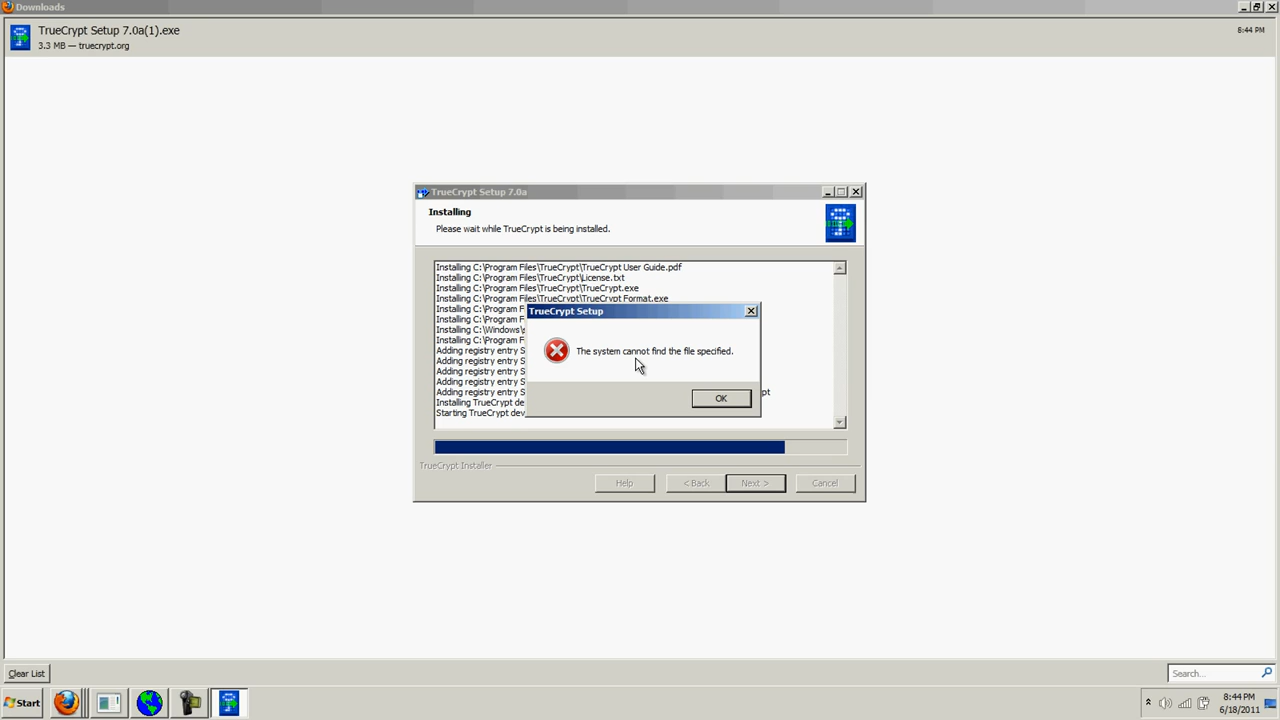 Downloads
TrueCrypt Setup 7.0a(1).exe
8:44 PM
3.3 MB — truecrypt.org
TrueCrypt Setup 7.0a
Installing
Please wait while TrueCrypt is being installed.
Installing C:\Program Files\TrueCrypt\TrueCrypt User Guide.pdf
Installing C:\Program Files\TrueCrypt\License.txt
Installing C:\Program Files\TrueCrypt\TrueCrypt.exe
Installing C:\Program Files\TrueCrypt\TrueCrypt Format.exe
Installing C:\Program F
Installing C:\Program F
Installing C:\Windows\s
Installing C:\Program F
Adding registry entry S
Adding registry entry S
Adding registry entry S
Adding registry entry S
Adding registry entry S pt
Installing TrueCrypt de
Starting TrueCrypt dev
TrueCrypt Setup
The system cannot find the file specified.
OK
TrueCrypt Installer
Help
< Back
Next >
Cancel
Clear List
Search...
Start
8:44 PM
6/18/2011